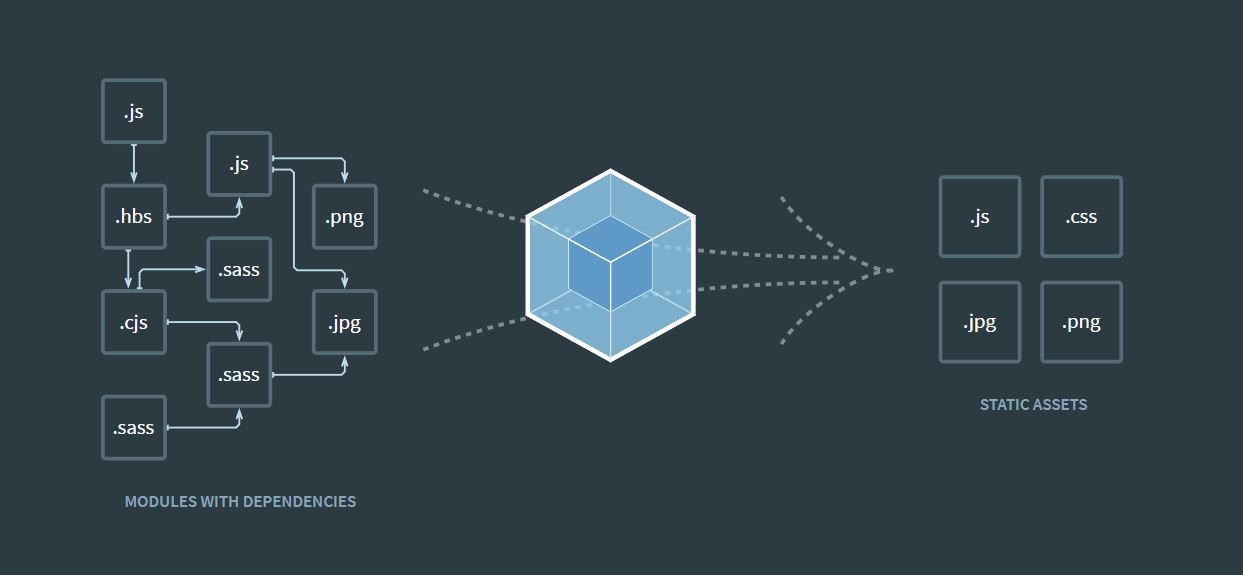 .js
.js
.hbs
.png
.sass
.cjs
.jpg
.sass
.sass
MODULES WITH DEPENDENCIES
.js
.css
.jpg
.png
STATIC ASSETS